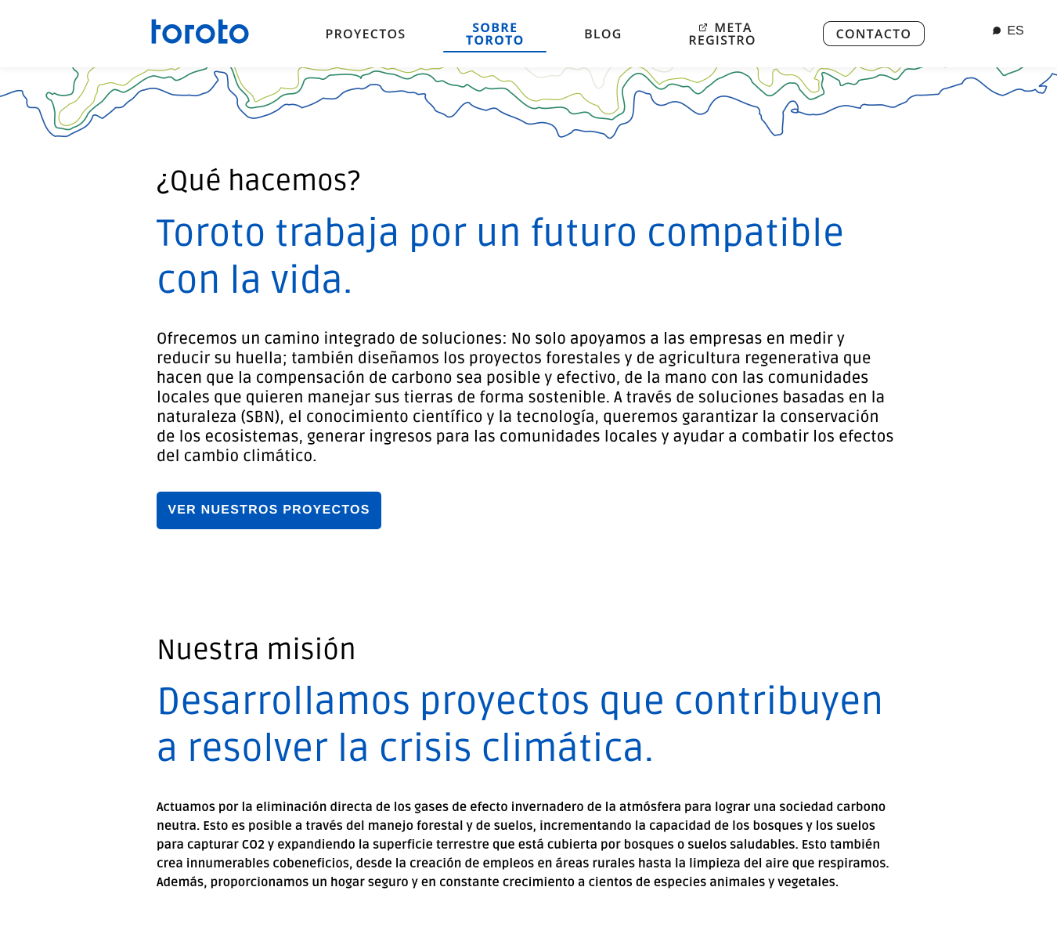 toroto
PROYECTOS
SOBRE
TOROTO
BLOG
META
REGISTRO
CONTACTO
ES
¿Qué hacemos?
Toroto trabaja por un futuro compatible
con la vida.
Ofrecemos un camino integrado de soluciones: No solo apoyamos a las empresas en medir y
reducir su huella; también diseñamos los proyectos forestales y de agricultura regenerativa que
hacen que la compensación de carbono sea posible y efectivo, de la mano con las comunidades
locales que quieren manejar sus tierras de forma sostenible. A través de soluciones basadas en la
naturaleza (SBN), el conocimiento científico y la tecnología, queremos garantizar la conservación
de los ecosistemas, generar ingresos para las comunidades locales y ayudar a combatir los efectos
del cambio climático.
VER NUESTROS PROYECTOS
Nuestra misión
Desarrollamos proyectos que contribuyen
a resolver la crisis climática.
Actuamos por la eliminación directa de los gases de efecto invernadero de la atmósfera para lograr una sociedad carbono
neutra. Esto es posible a través del manejo forestal y de suelos, incrementando la capacidad de los bosques y los suelos
para capturar CO2 y expandiendo la superficie terrestre que está cubierta por bosques o suelos saludables. Esto también
crea innumerables cobeneficios, desde la creación de empleos en áreas rurales hasta la limpieza del aire que respiramos.
Además, proporcionamos un hogar seguro y en constante crecimiento a cientos de especies animales y vegetales.